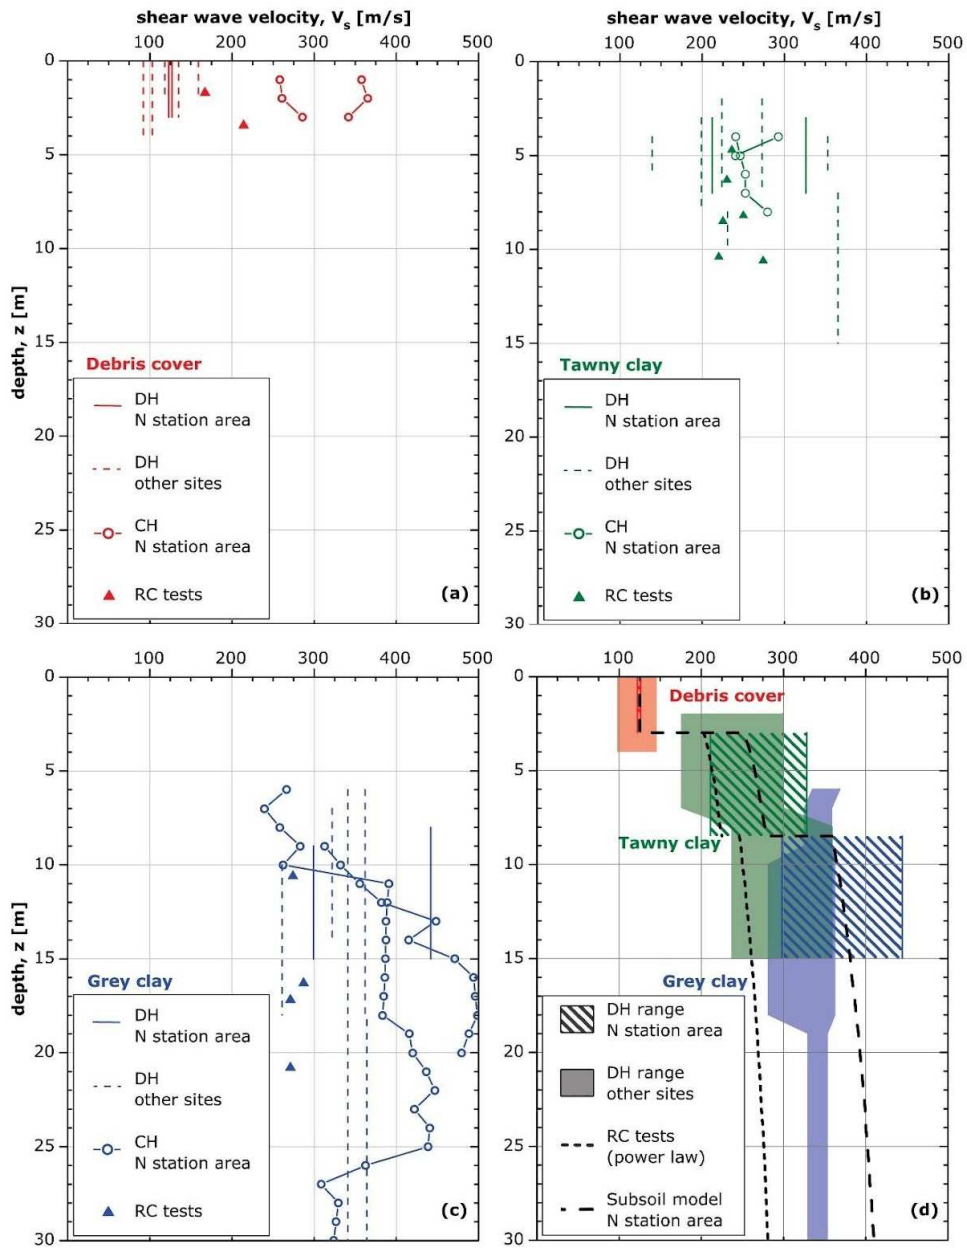 shear wave velocity, Vs [m/s]
100 200 300 400 500
0
5
10
15
20
25
30
depth, z [m]
Debris cover
DH
N station area
DH
other sites
CH
N station area
RC tests
(a)
shear wave velocity, Vs [m/s]
100 200 300 400 500
0
5
10
15
20
25
30
Tawny clay
DH
N station area
DH
other sites
CH
N station area
RC tests
(b)
100 200 300 400 500
0
5
10
15
20
25
30
depth, z [m]
Grey clay
DH
N station area
DH
other sites
CH
N station area
RC tests
(c)
100 200 300 400 500
0
5
10
15
20
25
30
Debris cover
Tawny clay
Grey clay
DH range
N station area
DH range
other sites
RC tests
(power law)
Subsoil model
N station area
(d)